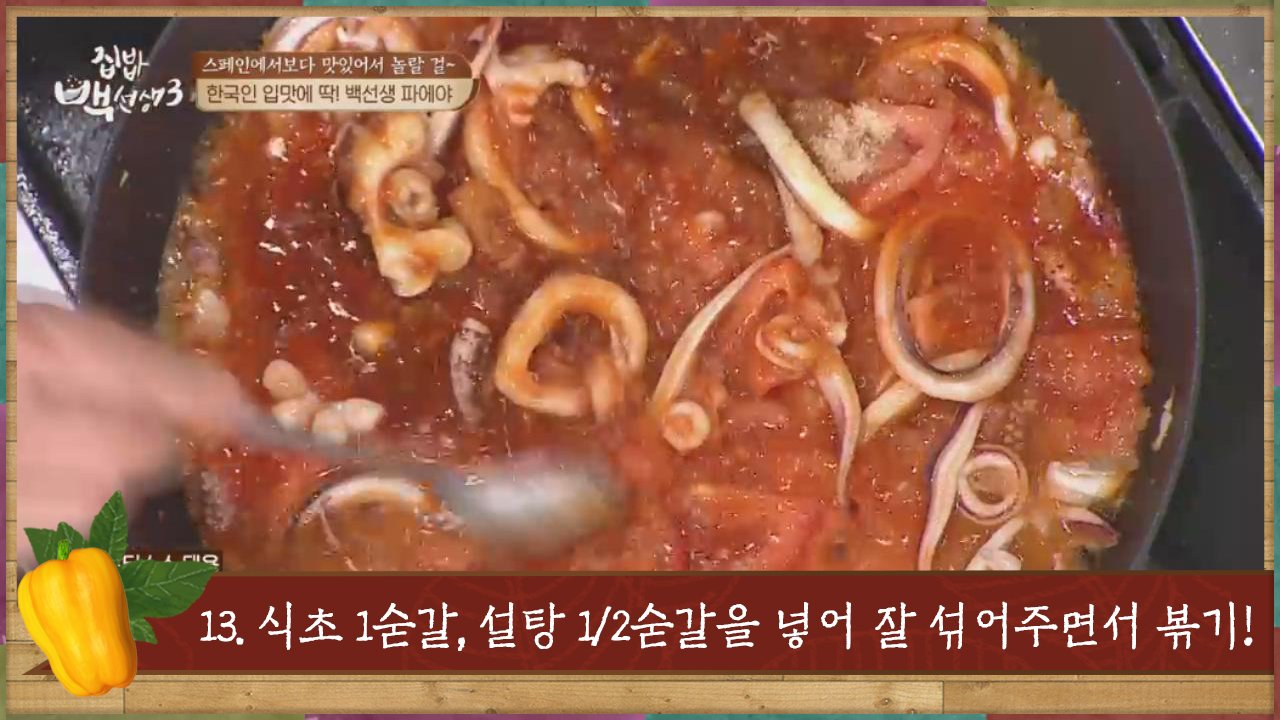 집밥
백선생3
스페인에서보다 맛있어서 놀랄 걸~
한국인 입맛에 딱! 백선생 파에야
13. 식초 1숟갈, 설탕 1/2숟갈을 넣어 잘 섞어주면서 볶기!